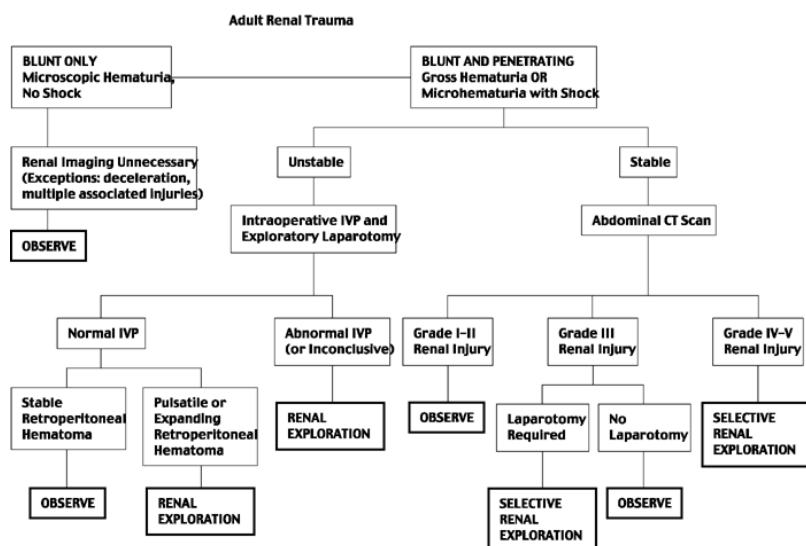 Adult Renal Trauma
BLUNT ONLY
Microscopic Hematuria,
No Shock
BLUNT AND PENETRATING
Gross Hematuria OR
Microhematuria with Shock
Renal Imaging Unnecessary
(Exceptions: deceleration,
multiple associated injuries)
OBSERVE
Unstable
Stable
Intraoperative IVP and
Exploratory Laparotomy
Abdominal CT Scan
Normal IVP
Abnormal IVP
(or Inconclusive)
Grade I–II
Renal Injury
Grade III
Renal Injury
Grade IV–V
Renal Injury
Stable
Retroperitoneal
Hematoma
Pulsatile or
Expanding
Retroperitoneal
Hematoma
RENAL
EXPLORATION
OBSERVE
Laparotomy
Required
No
Laparotomy
SELECTIVE
RENAL
EXPLORATION
OBSERVE
RENAL
EXPLORATION
SELECTIVE
RENAL
EXPLORATION
OBSERVE